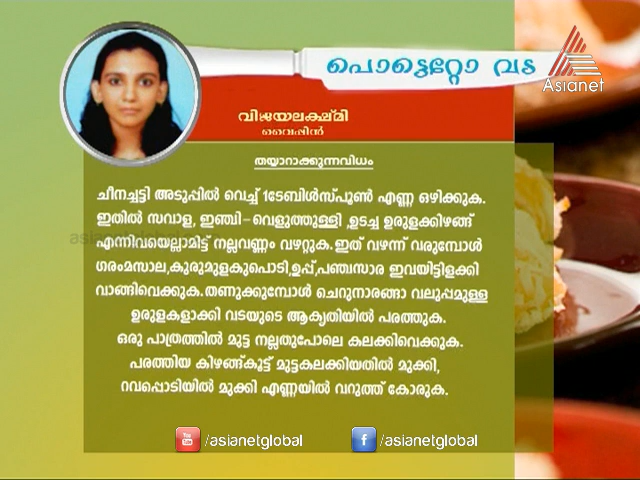 പൊട്ടെറ്റോ വട
Asianet
വിജയലക്ഷ്മി
വൈപ്പിൻ
തയ്യാറാക്കുന്നവിധം
ചീനച്ചട്ടി അടുപ്പിൽ വെച്ച് 1ടേബിൾസ്പൂൺ എണ്ണ ഒഴിക്കുക.
ഇതിൽ സവാള, ഇഞ്ചി-വെളുത്തുള്ളി ,ഉടച്ച ഉരുളക്കിഴങ്ങ്
എന്നിവയെല്ലാമിട്ട് നല്ലവണ്ണം വഴറ്റുക.ഇത് വഴന്ന് വരുമ്പോൾ
ഗരംമസാല,കുരുമുളകുപൊടി,ഉപ്പ്,പഞ്ചസാര ഇവയിട്ടിളക്കി
വാങ്ങിവെക്കുക.തണുക്കുമ്പോൾ ചെറുനാരങ്ങാ വലുപ്പമുള്ള
ഉരുളകളാക്കി വടയുടെ ആകൃതിയിൽ പരത്തുക.
ഒരു പാത്രത്തിൽ മുട്ട നല്ലതുപോലെ കലക്കിവെക്കുക.
പരത്തിയ കിഴങ്ങ്കൂട്ട് മുട്ടകലക്കിയതിൽ മുക്കി,
റവപ്പൊടിയിൽ മുക്കി എണ്ണയിൽ വറുത്ത് കോരുക.
You Tube /asianetglobal
f /asianetglobal